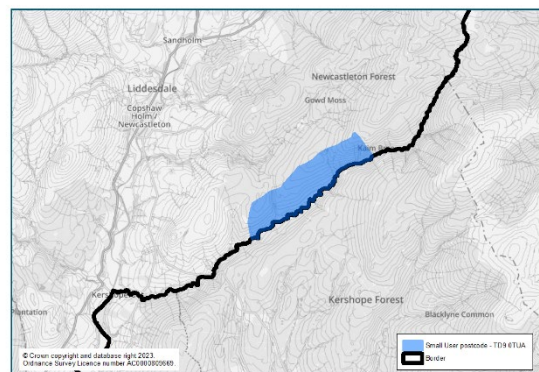 Sandholm
Newcastleton Forest
Liddesdale
Gowd Moss
Copshaw
Holm /
Newcastleton
Kershope Forest
Blacklyne Common
Plantation
Small User postcode - TD9 0TUA
Border
© Crown copyright and database right 2023.
Ordnance Survey Licence number AC0000809669.